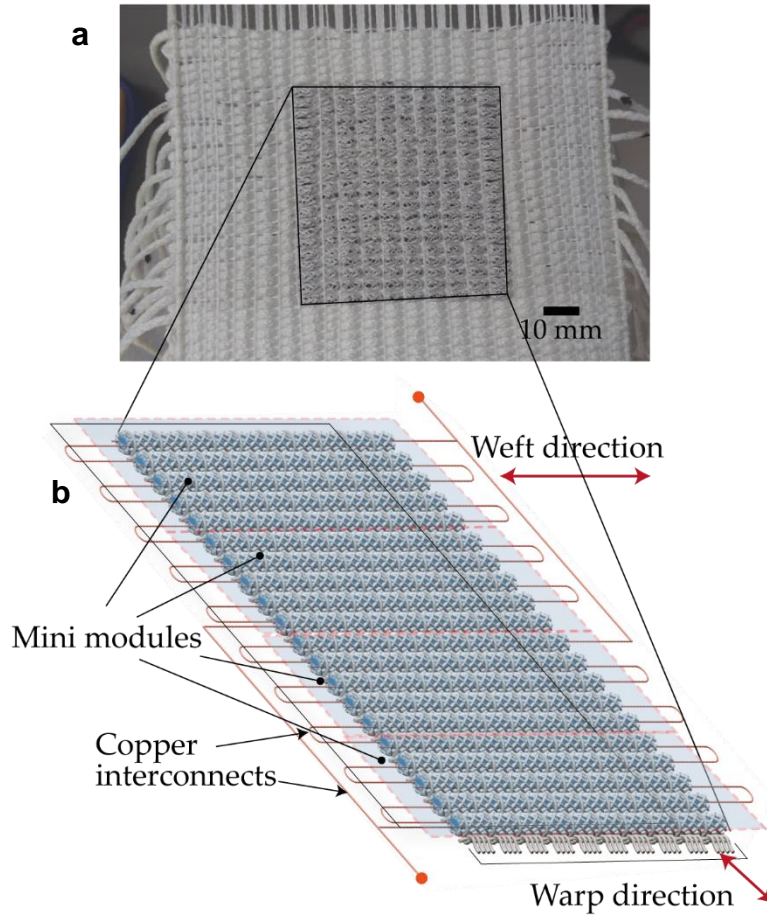 a
10 mm
Weft direction
b
Mini modules
Copper
interconnects
Warp direction